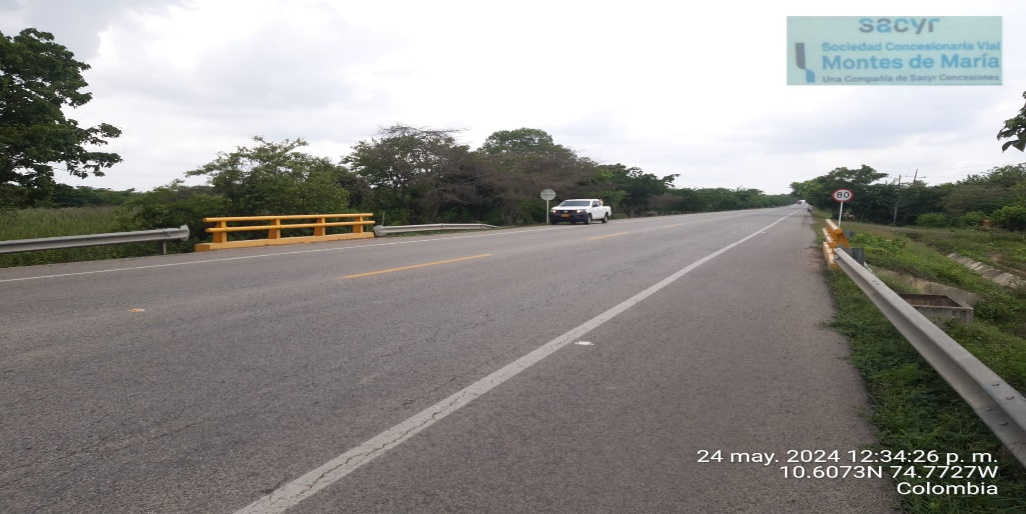 sacyr
Sociedad Concesionaria Vial
Montes de María
Una Compañía de Sacyr Concesiones
80
24 may. 2024 12:34:26 p. m.
10.6073N 74.7727W
Colombia